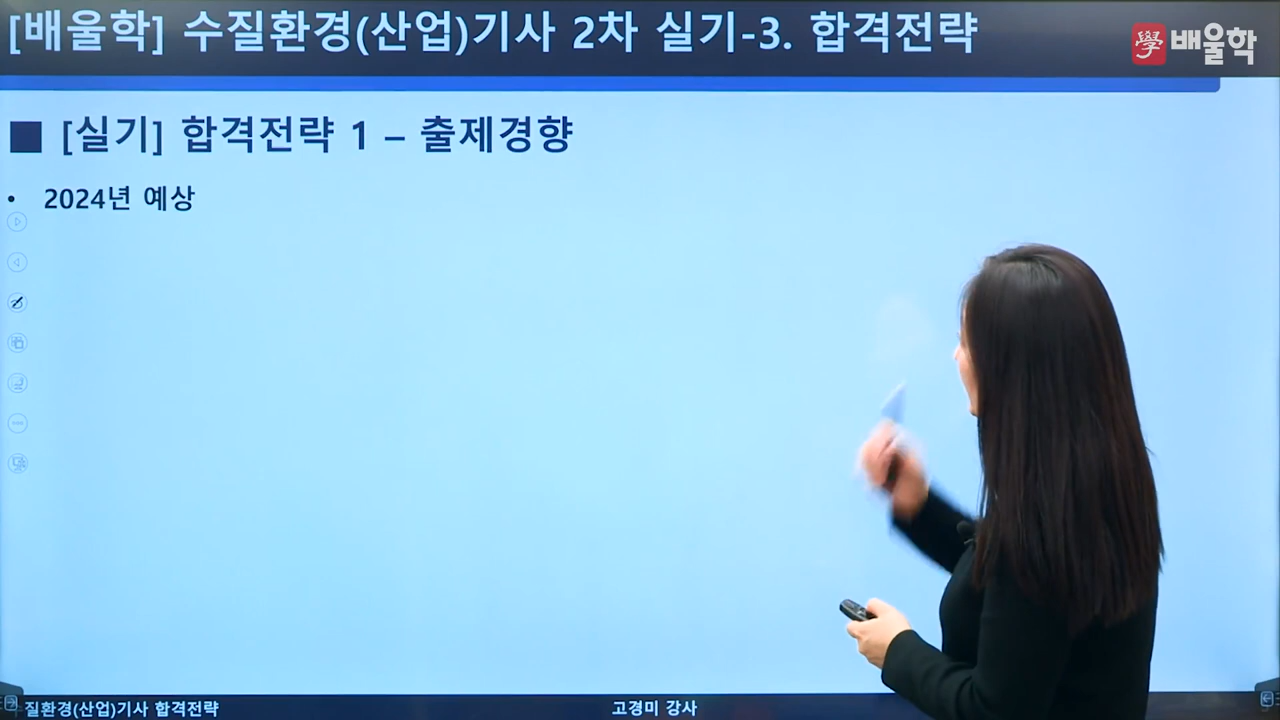 [배울학] 수질환경(산업)기사 2차 실기-3. 합격전략
學 배울학
■ [실기] 합격전략 1 – 출제경향
• 2024년 예상
질환경(산업)기사 합격전략
고경미 강사